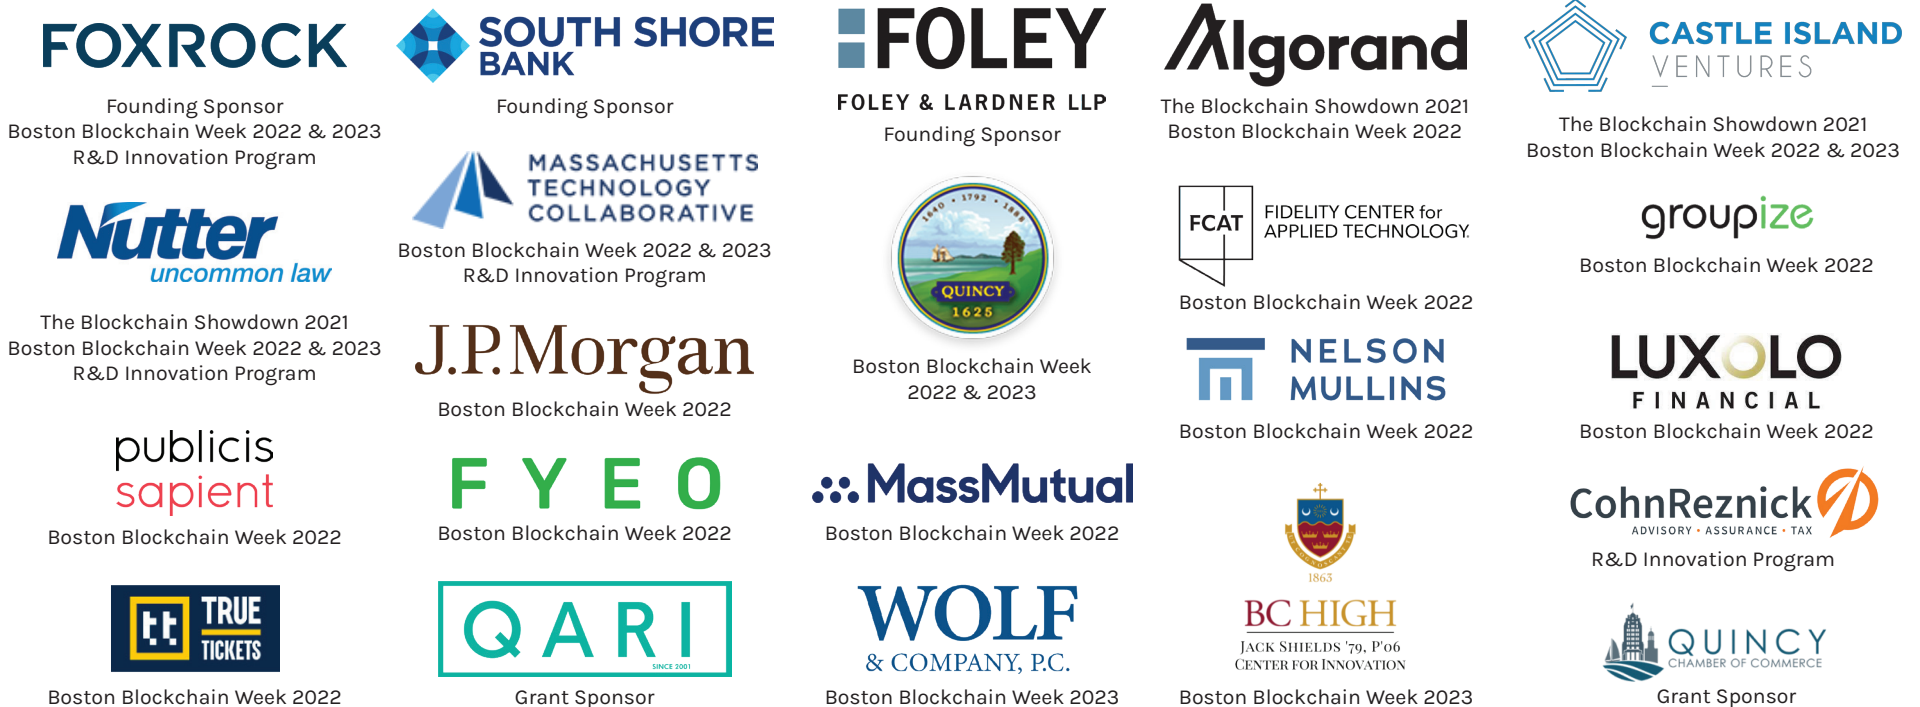 FOXROCK
Founding Sponsor
Boston Blockchain Week 2022 & 2023
R&D Innovation Program
Nutter
uncommon law
The Blockchain Showdown 2021
Boston Blockchain Week 2022 & 2023
R&D Innovation Program
publicis
sapient
Boston Blockchain Week 2022
tt TRUE
TICKETS
Boston Blockchain Week 2022
SOUTH SHORE
BANK
Founding Sponsor
MASSACHUSETTS
TECHNOLOGY
COLLABORATIVE
Boston Blockchain Week 2022 & 2023
R&D Innovation Program
J.P.Morgan
Boston Blockchain Week 2022
FYEO
Boston Blockchain Week 2022
QARI
SINCE 2001
Grant Sponsor
FOLEY
FOLEY & LARDNER LLP
Founding Sponsor
1640 • 1792 • 1888
QUINCY
1625
Boston Blockchain Week
2022 & 2023
MassMutual
Boston Blockchain Week 2022
WOLF
& COMPANY, P.C.
Boston Blockchain Week 2023
Algorand
The Blockchain Showdown 2021
Boston Blockchain Week 2022
FCAT
FIDELITY CENTER for
APPLIED TECHNOLOGY
Boston Blockchain Week 2022
NELSON
MULLINS
Boston Blockchain Week 2022
1863
BC HIGH
JACK SHIELDS '79, P'06
CENTER FOR INNOVATION
Boston Blockchain Week 2023
CASTLE ISLAND
VENTURES
The Blockchain Showdown 2021
Boston Blockchain Week 2022 & 2023
groupize
Boston Blockchain Week 2022
LUXOLO
FINANCIAL
Boston Blockchain Week 2022
CohnReznick
ADVISORY • ASSURANCE • TAX
R&D Innovation Program
QUINCY
CHAMBER OF COMMERCE
Grant Sponsor